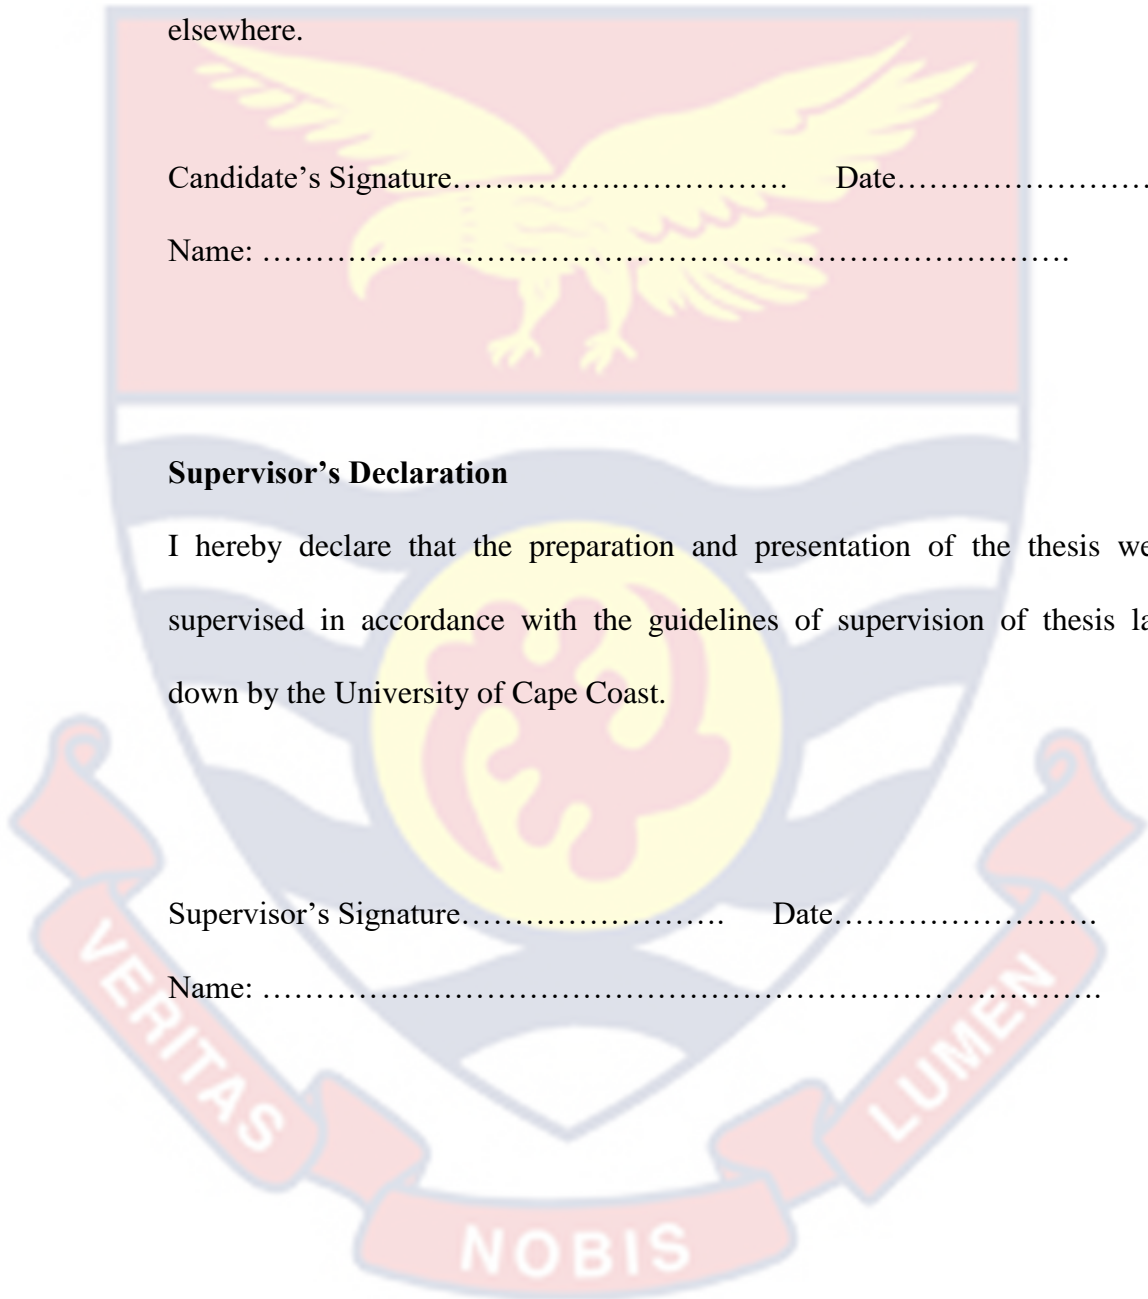 elsewhere.
Candidate's Signature…………….……………. Date……………………
Name: ………………………………………………………………….….
Supervisor's Declaration
I hereby declare that the preparation and presentation of the thesis we
supervised in accordance with the guidelines of supervision of thesis la
down by the University of Cape Coast.
Supervisor's Signature……………………. Date…………………….
Name: …………………………………………………………………….
VERITAS
NOBIS
LUMEN